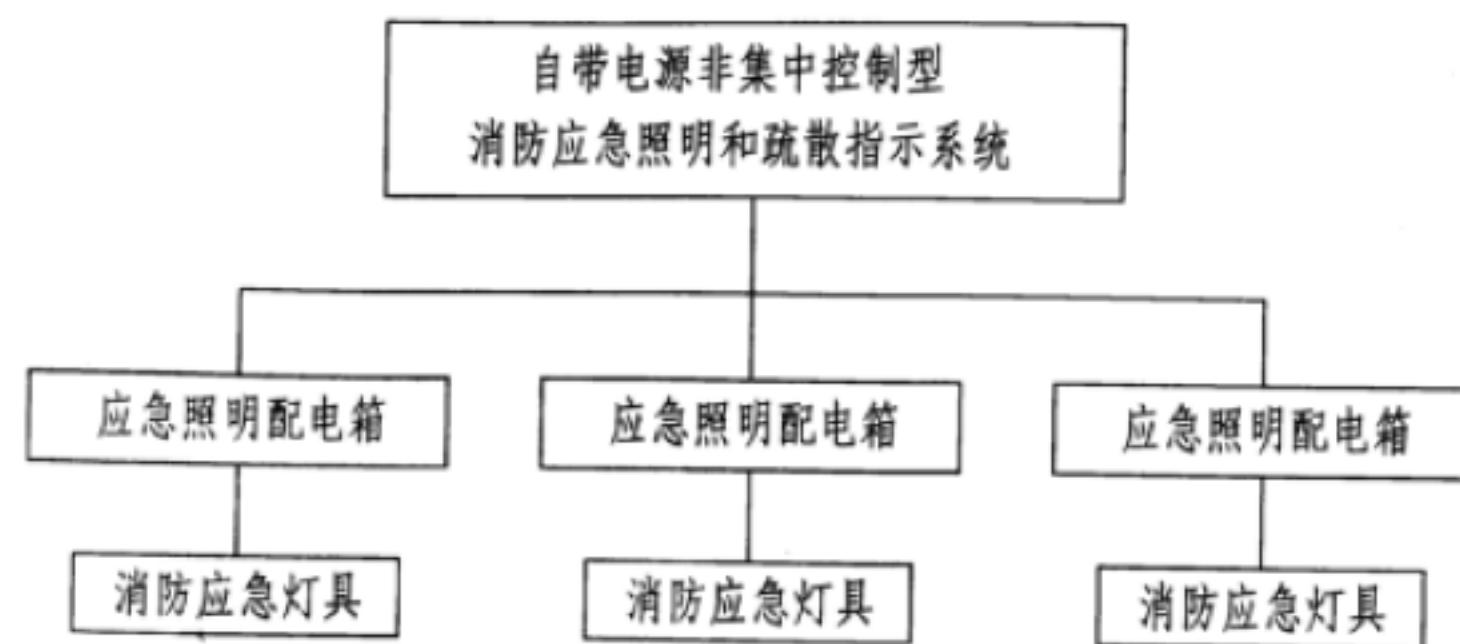 自带电源非集中控制型
消防应急照明和疏散指示系统
应急照明配电箱
应急照明配电箱
应急照明配电箱
消防应急灯具
消防应急灯具
消防应急灯具